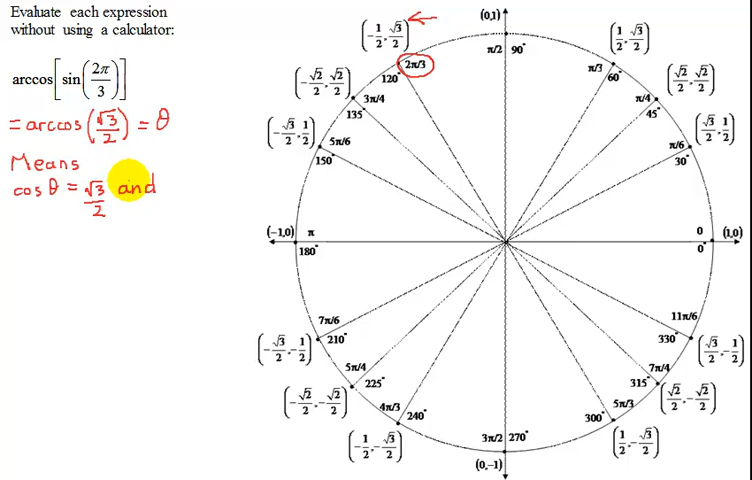 Evaluate each expression
without using a calculator:
arccos[sin(2π/3)]
= arccos(√3/2) = θ
Means
cos θ = √3/2 and
(0,1)
π/2 90°
(-1/2, √3/2)
2π/3
120°
(-√2/2, √2/2)
3π/4
135°
(-√3/2, 1/2)
5π/6
150°
(1/2, √3/2)
π/3
60°
(√2/2, √2/2)
π/4
45°
(√3/2, 1/2)
π/6
30°
(-1,0) π
180°
0 (1,0)
0°
7π/6
210°
(-√3/2, -1/2)
5π/4
225°
(-√2/2, -√2/2)
4π/3
240°
(-1/2, -√3/2)
3π/2 270°
(0,-1)
11π/6
330°
(√3/2, -1/2)
7π/4
315°
(√2/2, -√2/2)
5π/3
300°
(1/2, -√3/2)